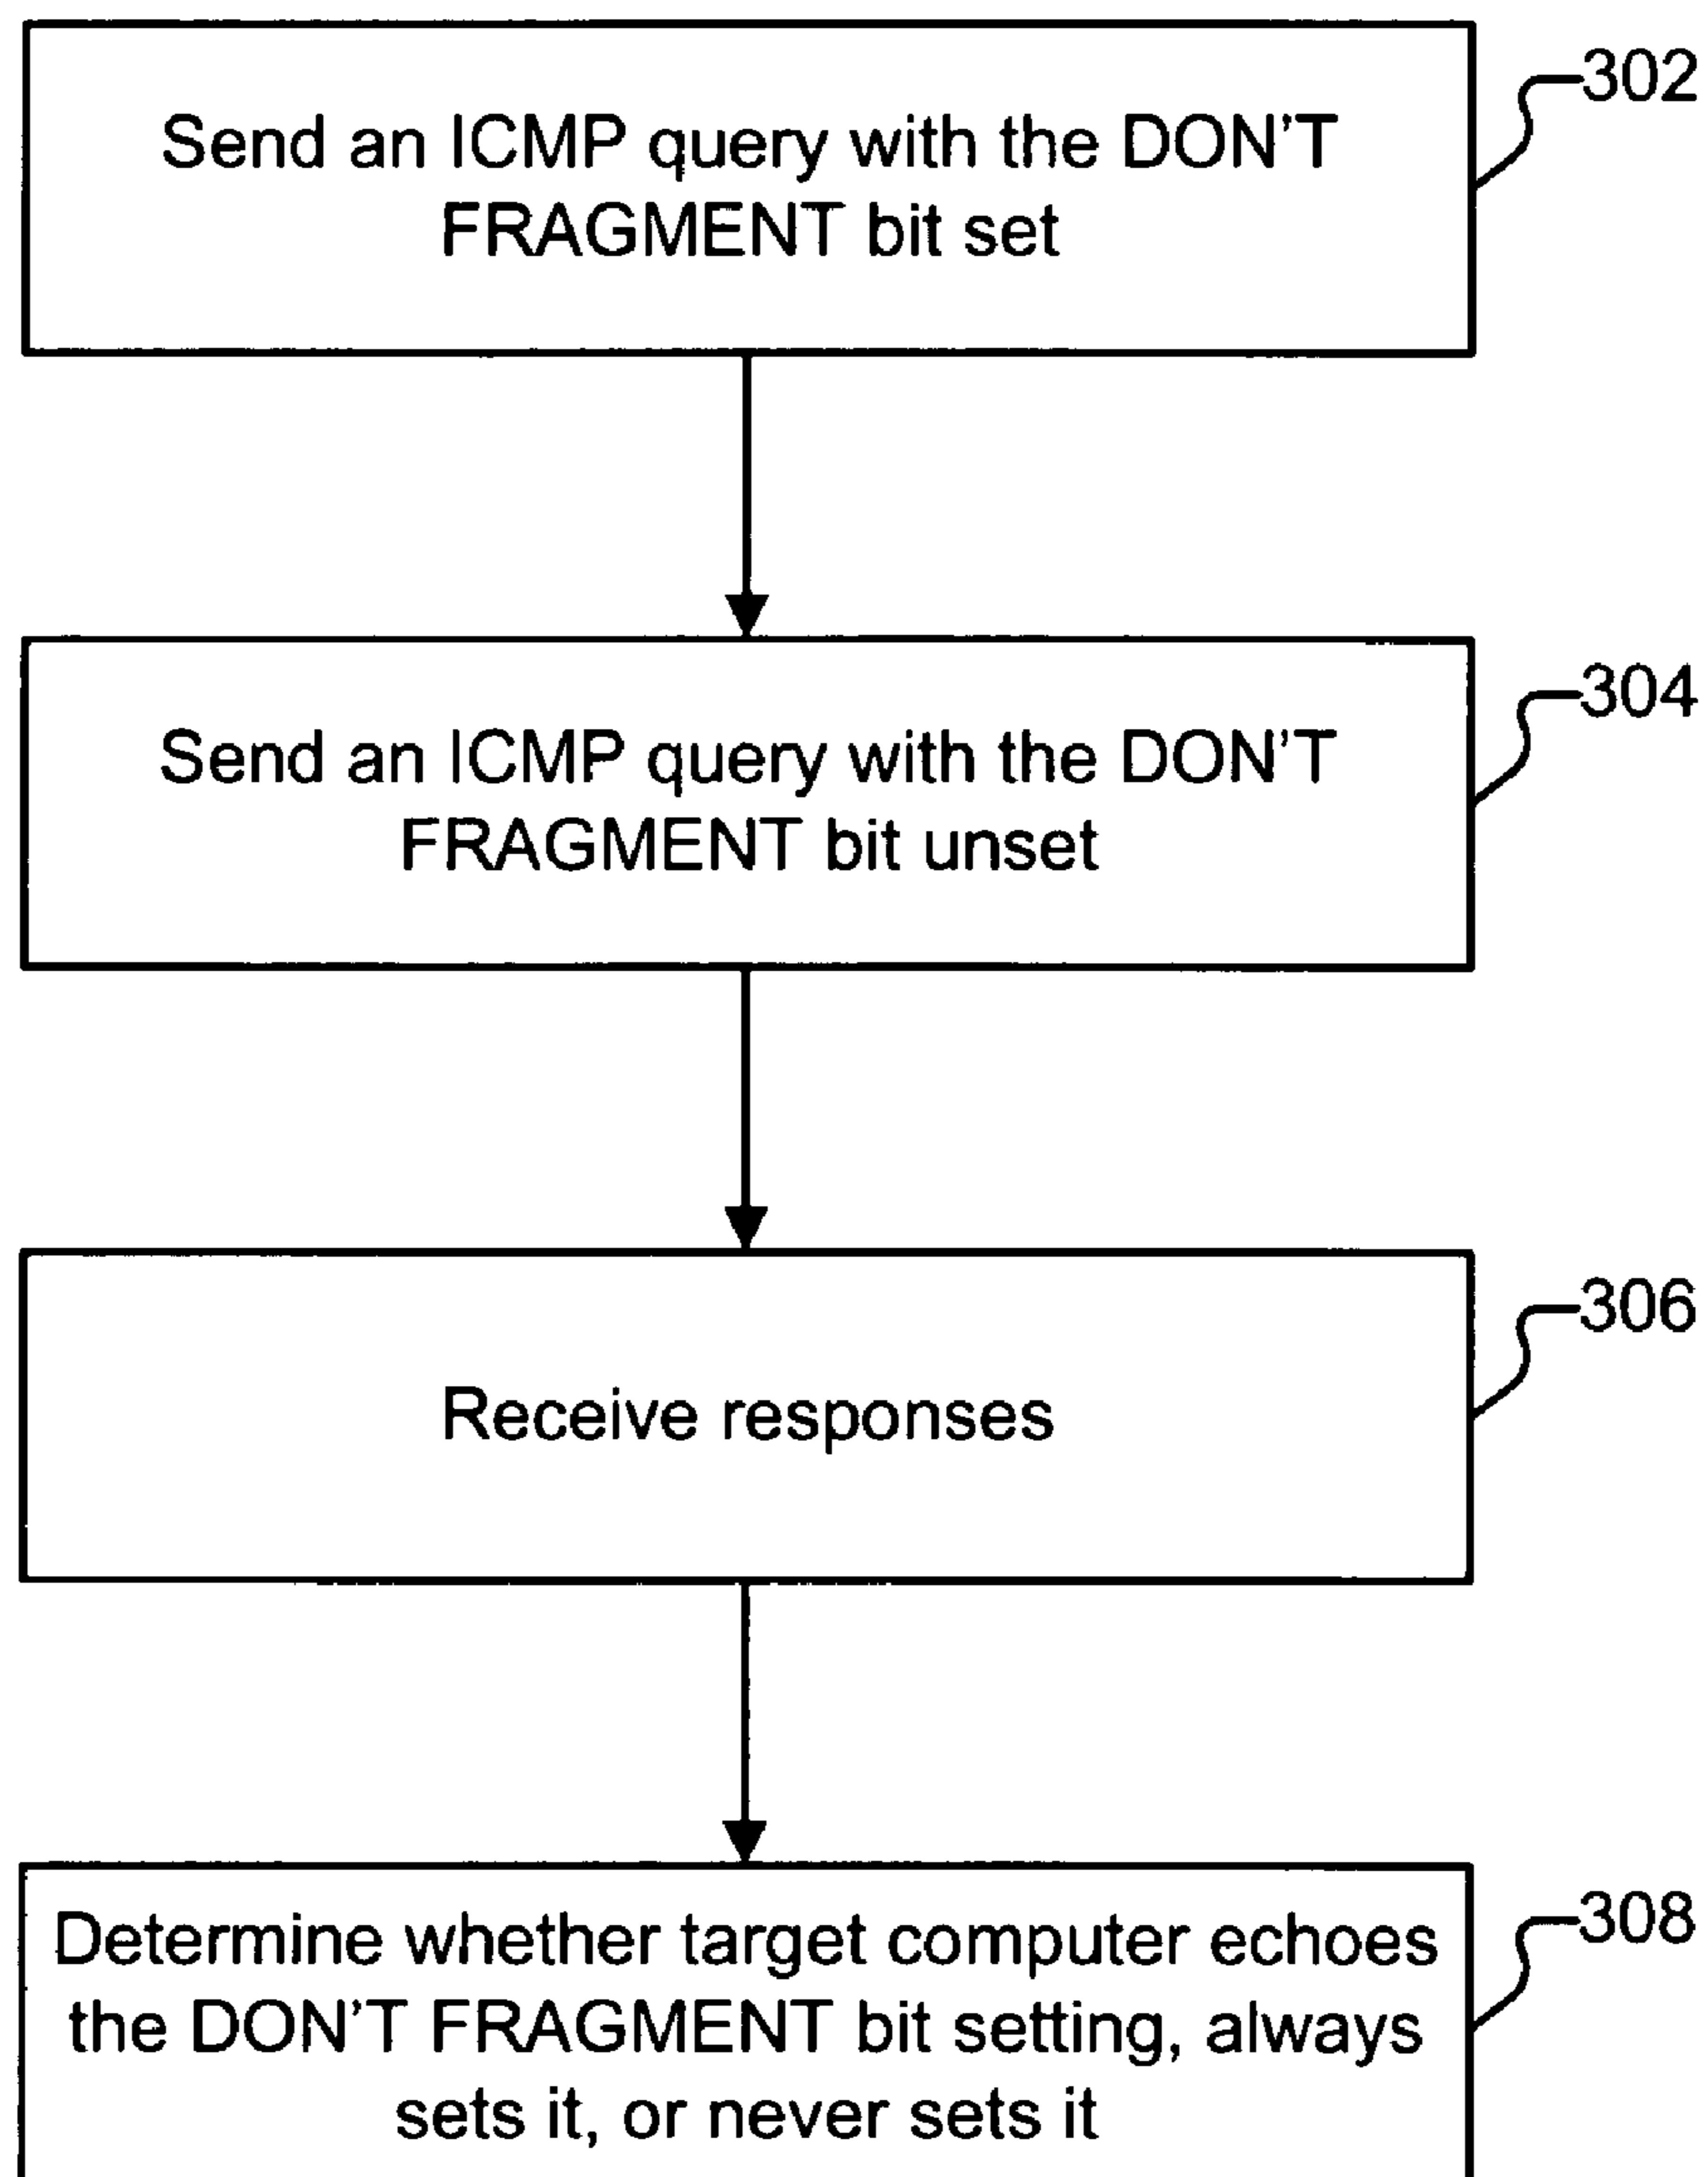 302
Send an ICMP query with the DON'T
FRAGMENT bit set
304
Send an ICMP query with the DON'T
FRAGMENT bit unset
306
Receive responses
308
Determine whether target computer echoes
the DON'T FRAGMENT bit setting, always
sets it, or never sets it